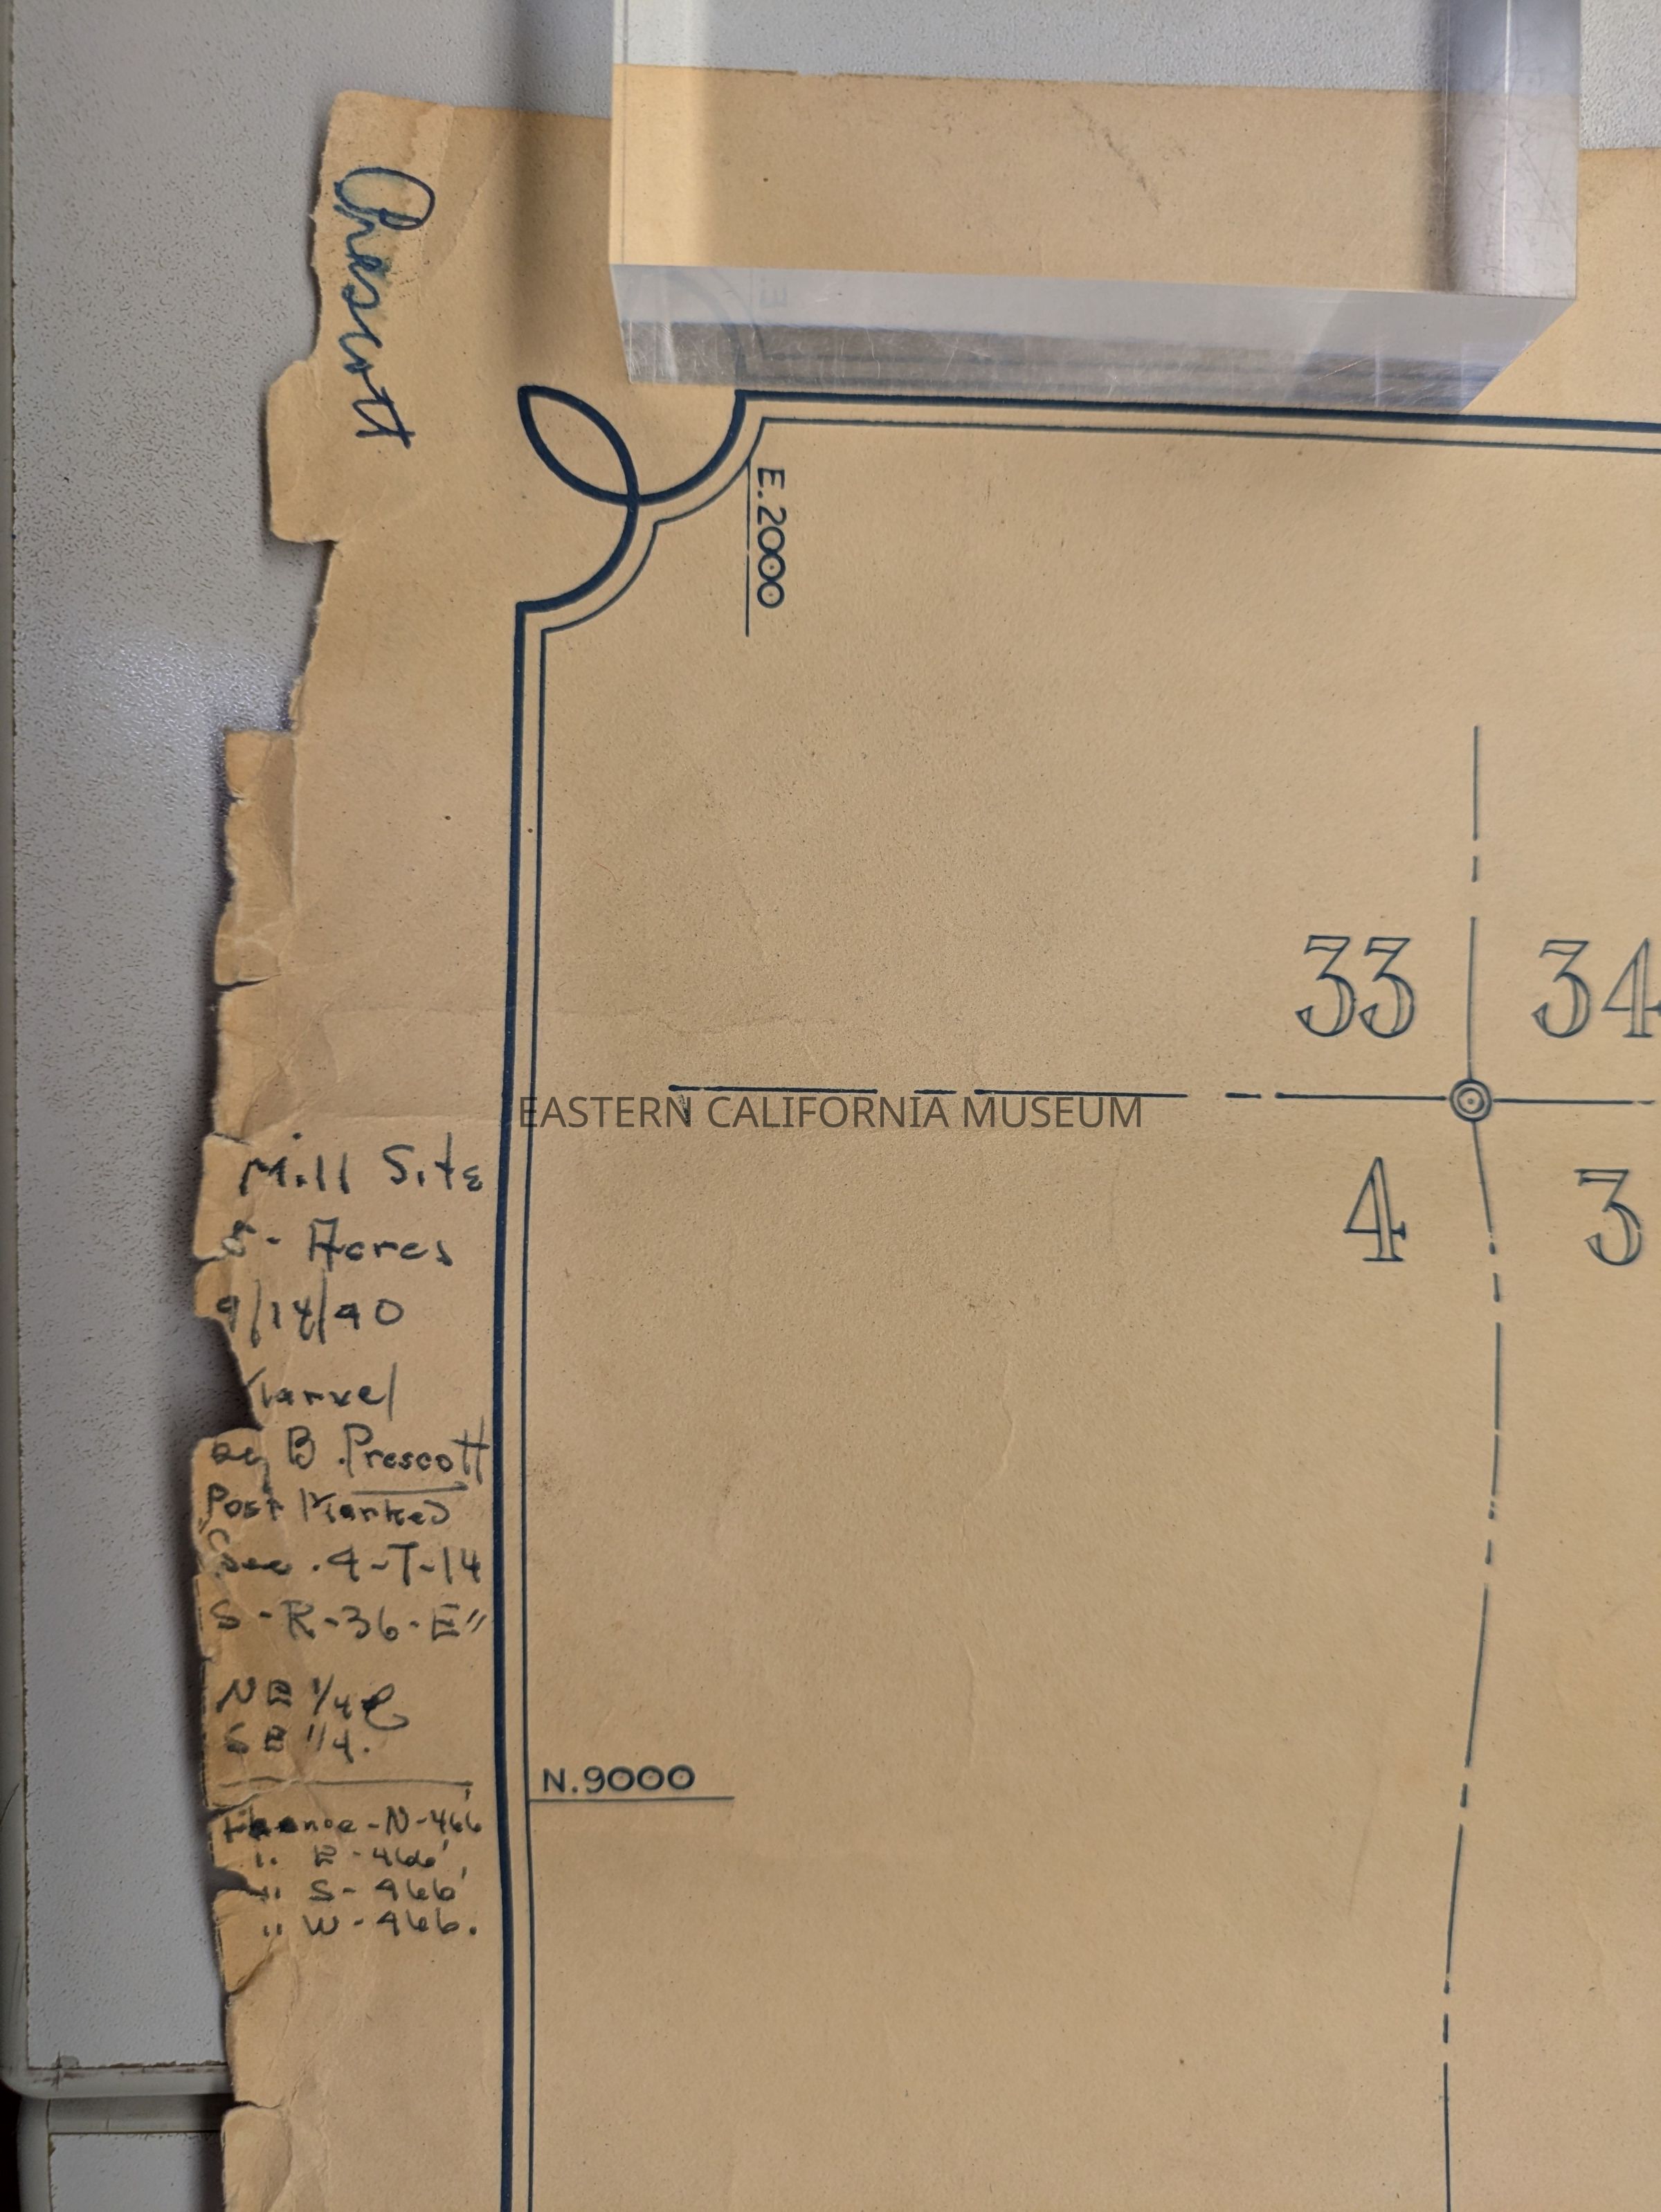 Prescott
E.2000
33 34
EASTERN CALIFORNIA MUSEUM
4 3
Mill Site
5- Acres
9/14/40
by B. Prescott
Post Marked
"Sec. 4-T-14
S-R-36-E"
NE 1/4 of
SE 1/4.
N.9000
Thence-N-466'
" E-466'
" S-466'
" W-466.